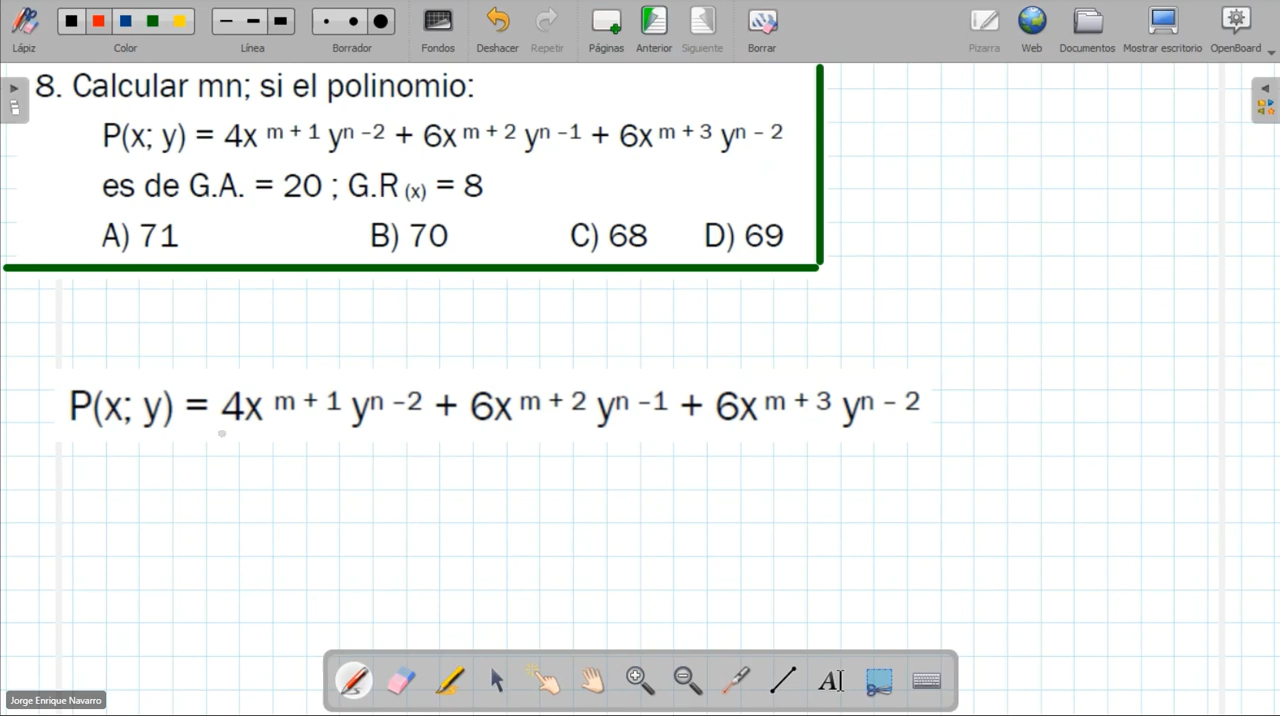 Lápiz Color Línea Borrador Fondos Deshacer Repetir Páginas Anterior Siguiente Borrar Pizarra Web Documentos Mostrar escritorio OpenBoard
8. Calcular mn; si el polinomio:
P(x; y) = 4x ᵐ ⁺ ¹ yⁿ ⁻² + 6x ᵐ ⁺ ² yⁿ ⁻¹ + 6x ᵐ ⁺ ³ yⁿ ⁻ ²
es de G.A. = 20 ; G.R (x) = 8
A) 71 B) 70 C) 68 D) 69
P(x; y) = 4x ᵐ ⁺ ¹ yⁿ ⁻² + 6x ᵐ ⁺ ² yⁿ ⁻¹ + 6x ᵐ ⁺ ³ yⁿ ⁻ ²
AI
Jorge Enrique Navarro